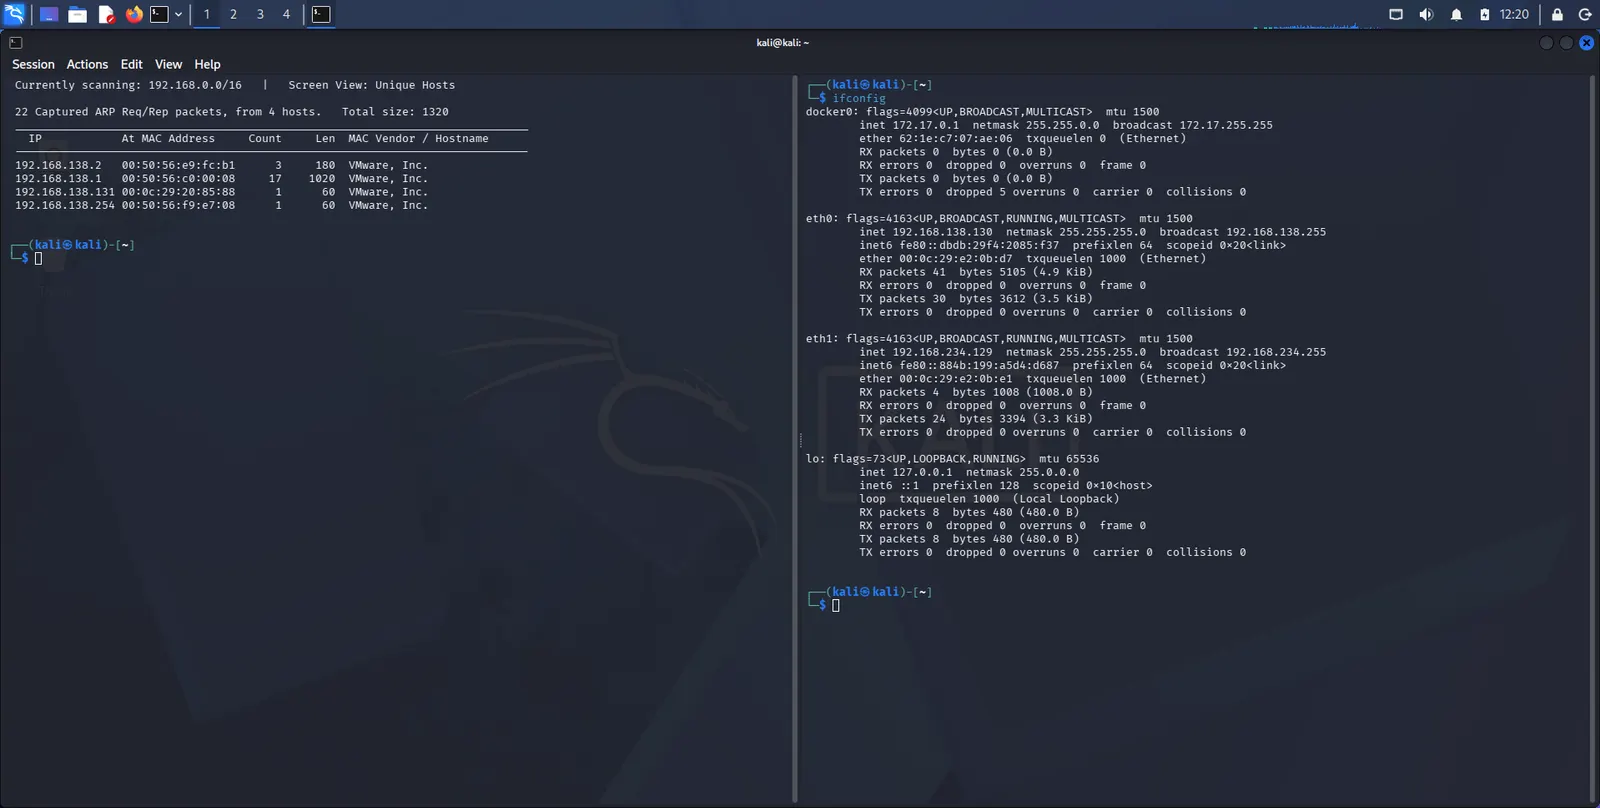 1 2 3 4 12:20
kali@kali: ~
Session Actions Edit View Help
Currently scanning: 192.168.0.0/16 | Screen View: Unique Hosts
22 Captured ARP Req/Rep packets, from 4 hosts. Total size: 1320
IP At MAC Address Count Len MAC Vendor / Hostname
192.168.138.2 00:50:56:e9:fc:b1 3 180 VMware, Inc.
192.168.138.1 00:50:56:c0:00:08 17 1020 VMware, Inc.
192.168.138.131 00:0c:29:20:85:88 1 60 VMware, Inc.
192.168.138.254 00:50:56:f9:e7:08 1 60 VMware, Inc.
┌──(kali㉿kali)-[~]
└─$
┌──(kali㉿kali)-[~]
└─$ ifconfig
docker0: flags=4099<UP,BROADCAST,MULTICAST> mtu 1500
inet 172.17.0.1 netmask 255.255.0.0 broadcast 172.17.255.255
ether 62:1e:c7:07:ae:06 txqueuelen 0 (Ethernet)
RX packets 0 bytes 0 (0.0 B)
RX errors 0 dropped 0 overruns 0 frame 0
TX packets 0 bytes 0 (0.0 B)
TX errors 0 dropped 5 overruns 0 carrier 0 collisions 0
eth0: flags=4163<UP,BROADCAST,RUNNING,MULTICAST> mtu 1500
inet 192.168.138.130 netmask 255.255.255.0 broadcast 192.168.138.255
inet6 fe80::dbdb:29f4:2085:f37 prefixlen 64 scopeid 0×20<link>
ether 00:0c:29:e2:0b:d7 txqueuelen 1000 (Ethernet)
RX packets 41 bytes 5105 (4.9 KiB)
RX errors 0 dropped 0 overruns 0 frame 0
TX packets 30 bytes 3612 (3.5 KiB)
TX errors 0 dropped 0 overruns 0 carrier 0 collisions 0
eth1: flags=4163<UP,BROADCAST,RUNNING,MULTICAST> mtu 1500
inet 192.168.234.129 netmask 255.255.255.0 broadcast 192.168.234.255
inet6 fe80::884b:199:a5d4:d687 prefixlen 64 scopeid 0×20<link>
ether 00:0c:29:e2:0b:e1 txqueuelen 1000 (Ethernet)
RX packets 4 bytes 1008 (1008.0 B)
RX errors 0 dropped 0 overruns 0 frame 0
TX packets 24 bytes 3394 (3.3 KiB)
TX errors 0 dropped 0 overruns 0 carrier 0 collisions 0
lo: flags=73<UP,LOOPBACK,RUNNING> mtu 65536
inet 127.0.0.1 netmask 255.0.0.0
inet6 ::1 prefixlen 128 scopeid 0×10<host>
loop txqueuelen 1000 (Local Loopback)
RX packets 8 bytes 480 (480.0 B)
RX errors 0 dropped 0 overruns 0 frame 0
TX packets 8 bytes 480 (480.0 B)
TX errors 0 dropped 0 overruns 0 carrier 0 collisions 0
┌──(kali㉿kali)-[~]
└─$